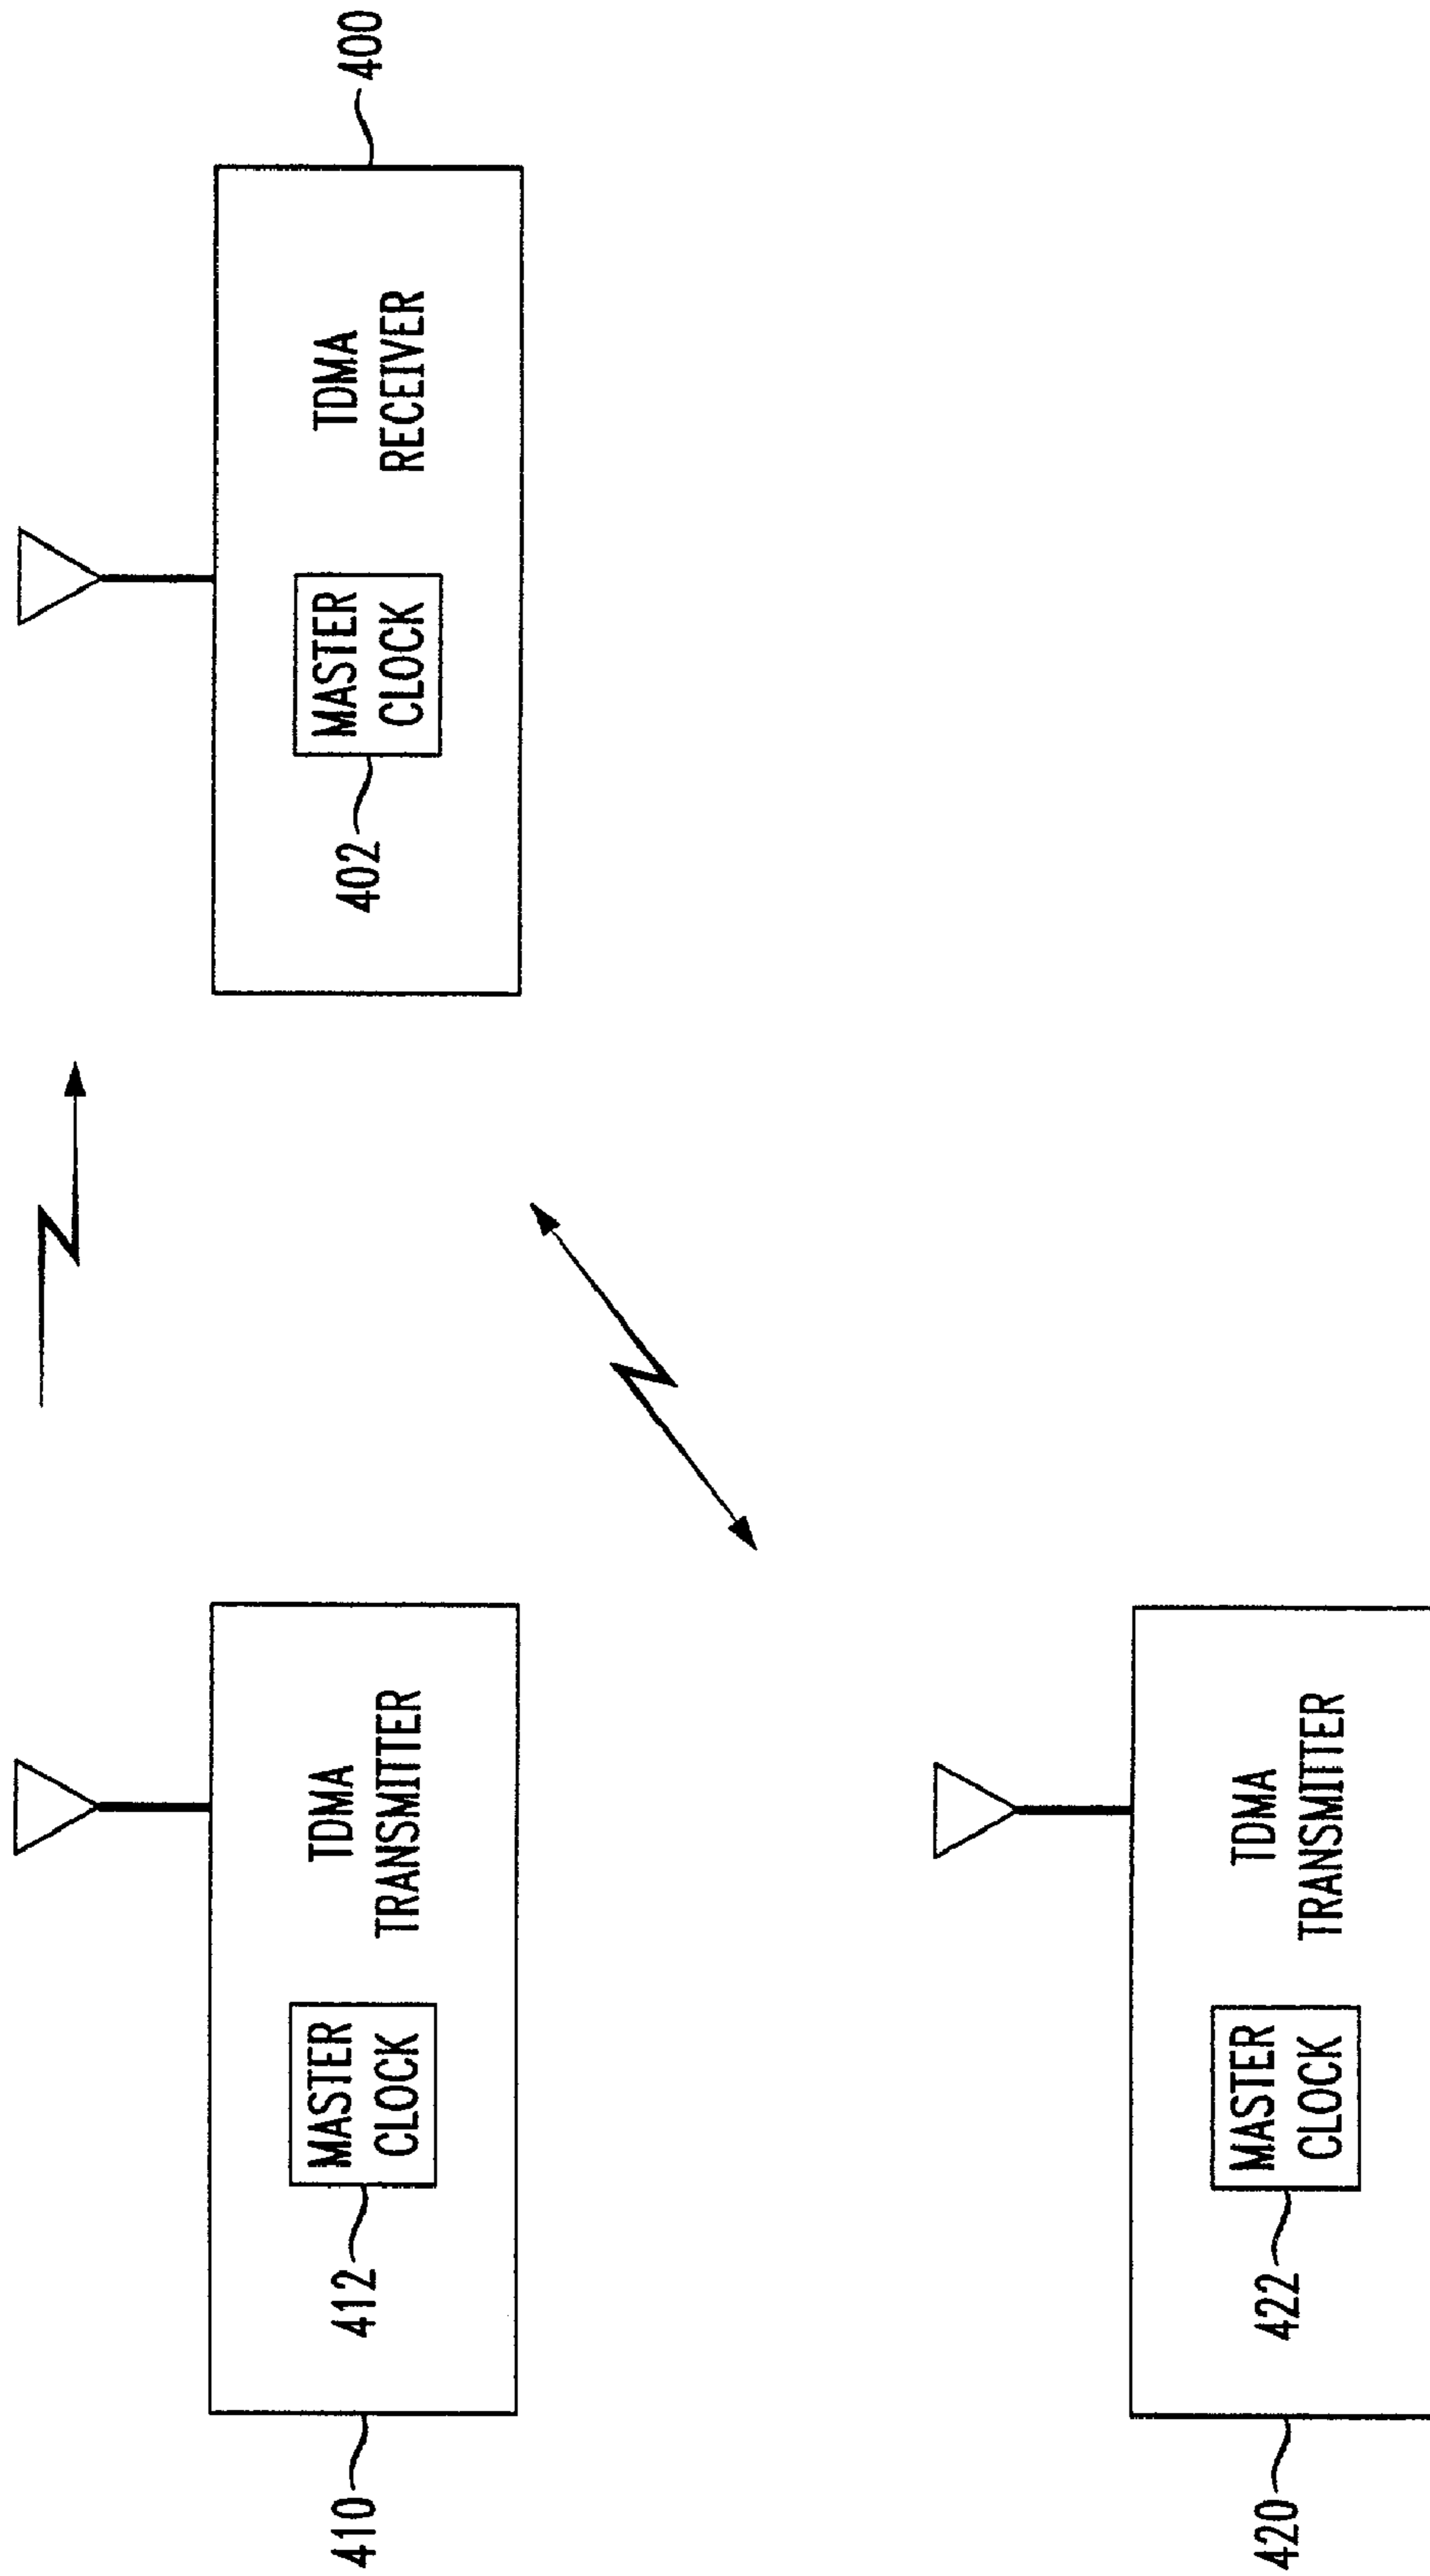 410
412
MASTER
CLOCK
TDMA
TRANSMITTER
402
MASTER
CLOCK
TDMA
RECEIVER
400
420
422
MASTER
CLOCK
TDMA
TRANSMITTER